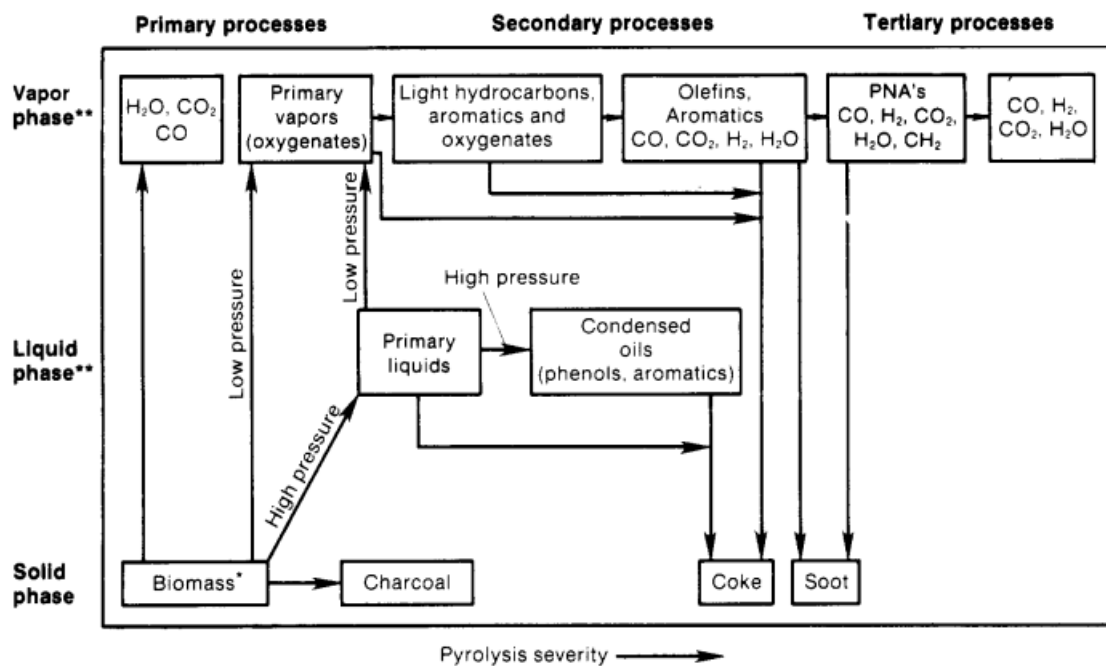 Primary processes
Secondary processes
Tertiary processes
Vapor
phase**
H₂O, CO₂
CO
Primary
vapors
(oxygenates)
Light hydrocarbons,
aromatics and
oxygenates
Olefins,
Aromatics
CO, CO₂, H₂, H₂O
PNA's
CO, H₂, CO₂,
H₂O, CH₂
CO, H₂,
CO₂, H₂O
Low pressure
Low pressure
High pressure
Liquid
phase**
Primary
liquids
Condensed
oils
(phenols, aromatics)
High pressure
Solid
phase
Biomass*
Charcoal
Coke
Soot
Pyrolysis severity